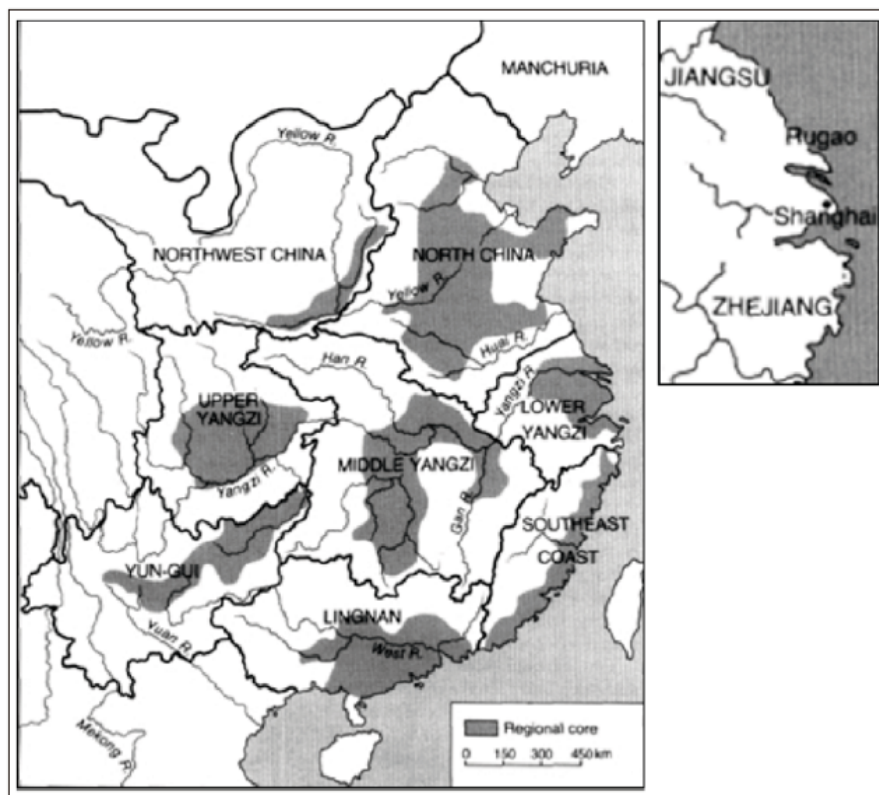 MANCHURIA
Yellow R.
NORTHWEST CHINA
NORTH CHINA
Yellow R.
Yellow R.
Huai R.
Han R.
UPPER
YANGZI
Yangzi R.
LOWER
YANGZI
MIDDLE YANGZI
Yangzi R.
Gan R.
SOUTHEAST
COAST
YUN-GUI
LINGNAN
Yuan R.
West R.
Mekong R.
Regional core
0 150 300 450 km
JIANGSU
Rugao
Shanghai
ZHEJIANG